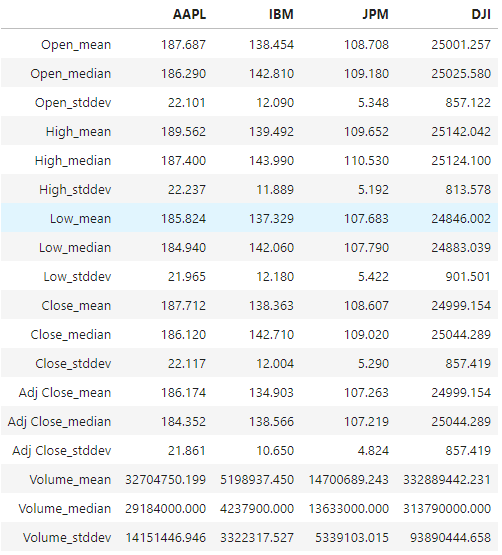 AAPL IBM JPM DJI
Open_mean 187.687 138.454 108.708 25001.257
Open_median 186.290 142.810 109.180 25025.580
Open_stddev 22.101 12.090 5.348 857.122
High_mean 189.562 139.492 109.652 25142.042
High_median 187.400 143.990 110.530 25124.100
High_stddev 22.237 11.889 5.192 813.578
Low_mean 185.824 137.329 107.683 24846.002
Low_median 184.940 142.060 107.790 24883.039
Low_stddev 21.965 12.180 5.422 901.501
Close_mean 187.712 138.363 108.607 24999.154
Close_median 186.120 142.710 109.020 25044.289
Close_stddev 22.117 12.004 5.290 857.419
Adj Close_mean 186.174 134.903 107.263 24999.154
Adj Close_median 184.352 138.566 107.219 25044.289
Adj Close_stddev 21.861 10.650 4.824 857.419
Volume_mean 32704750.199 5198937.450 14700689.243 332889442.231
Volume_median 29184000.000 4237900.000 13633000.000 313790000.000
Volume_stddev 14151446.946 3322317.527 5339103.015 93890444.658